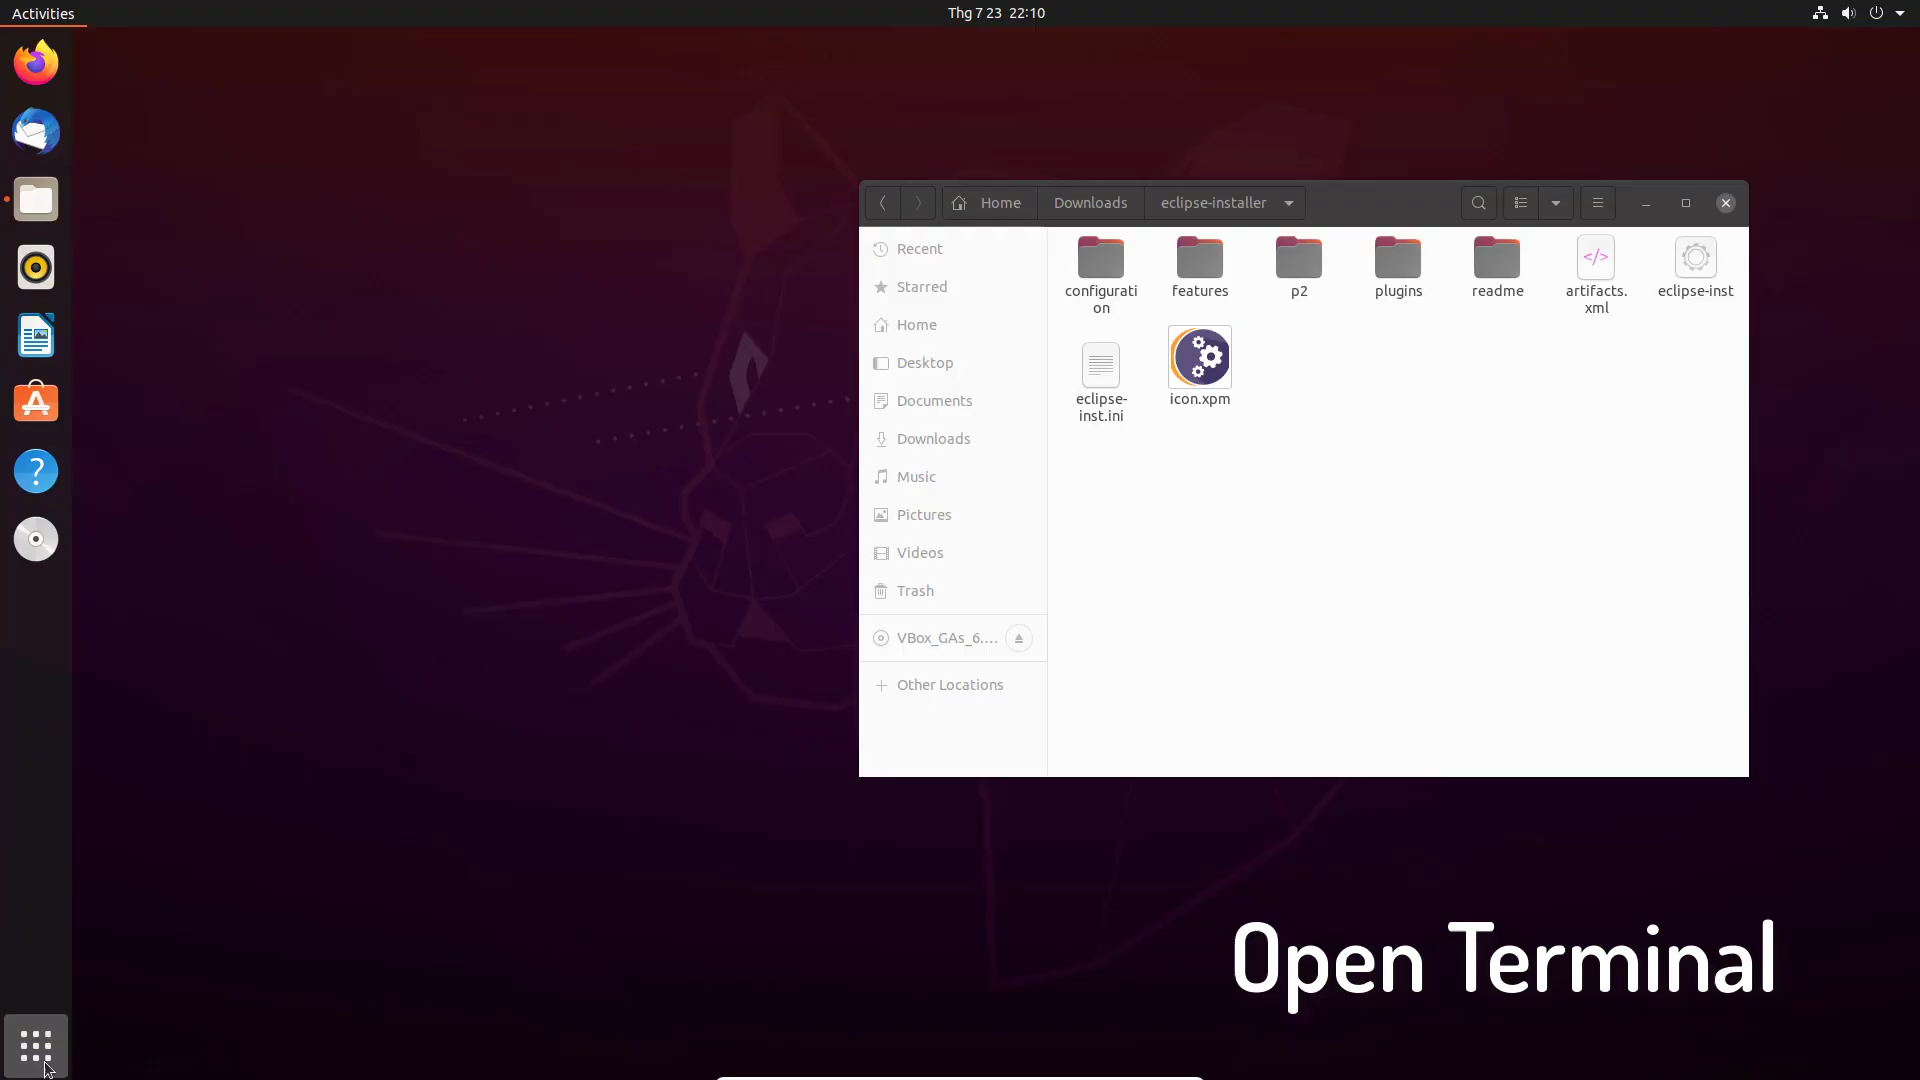 Activities
Thg 7 23 22:10
Home
Downloads
eclipse-installer
Recent
Starred
Home
Desktop
Documents
Downloads
Music
Pictures
Videos
Trash
VBox_GAs_6....
Other Locations
configurati
on
features
p2
plugins
readme
</>
artifacts.
xml
eclipse-inst
eclipse-
inst.ini
icon.xpm
?
Open Terminal